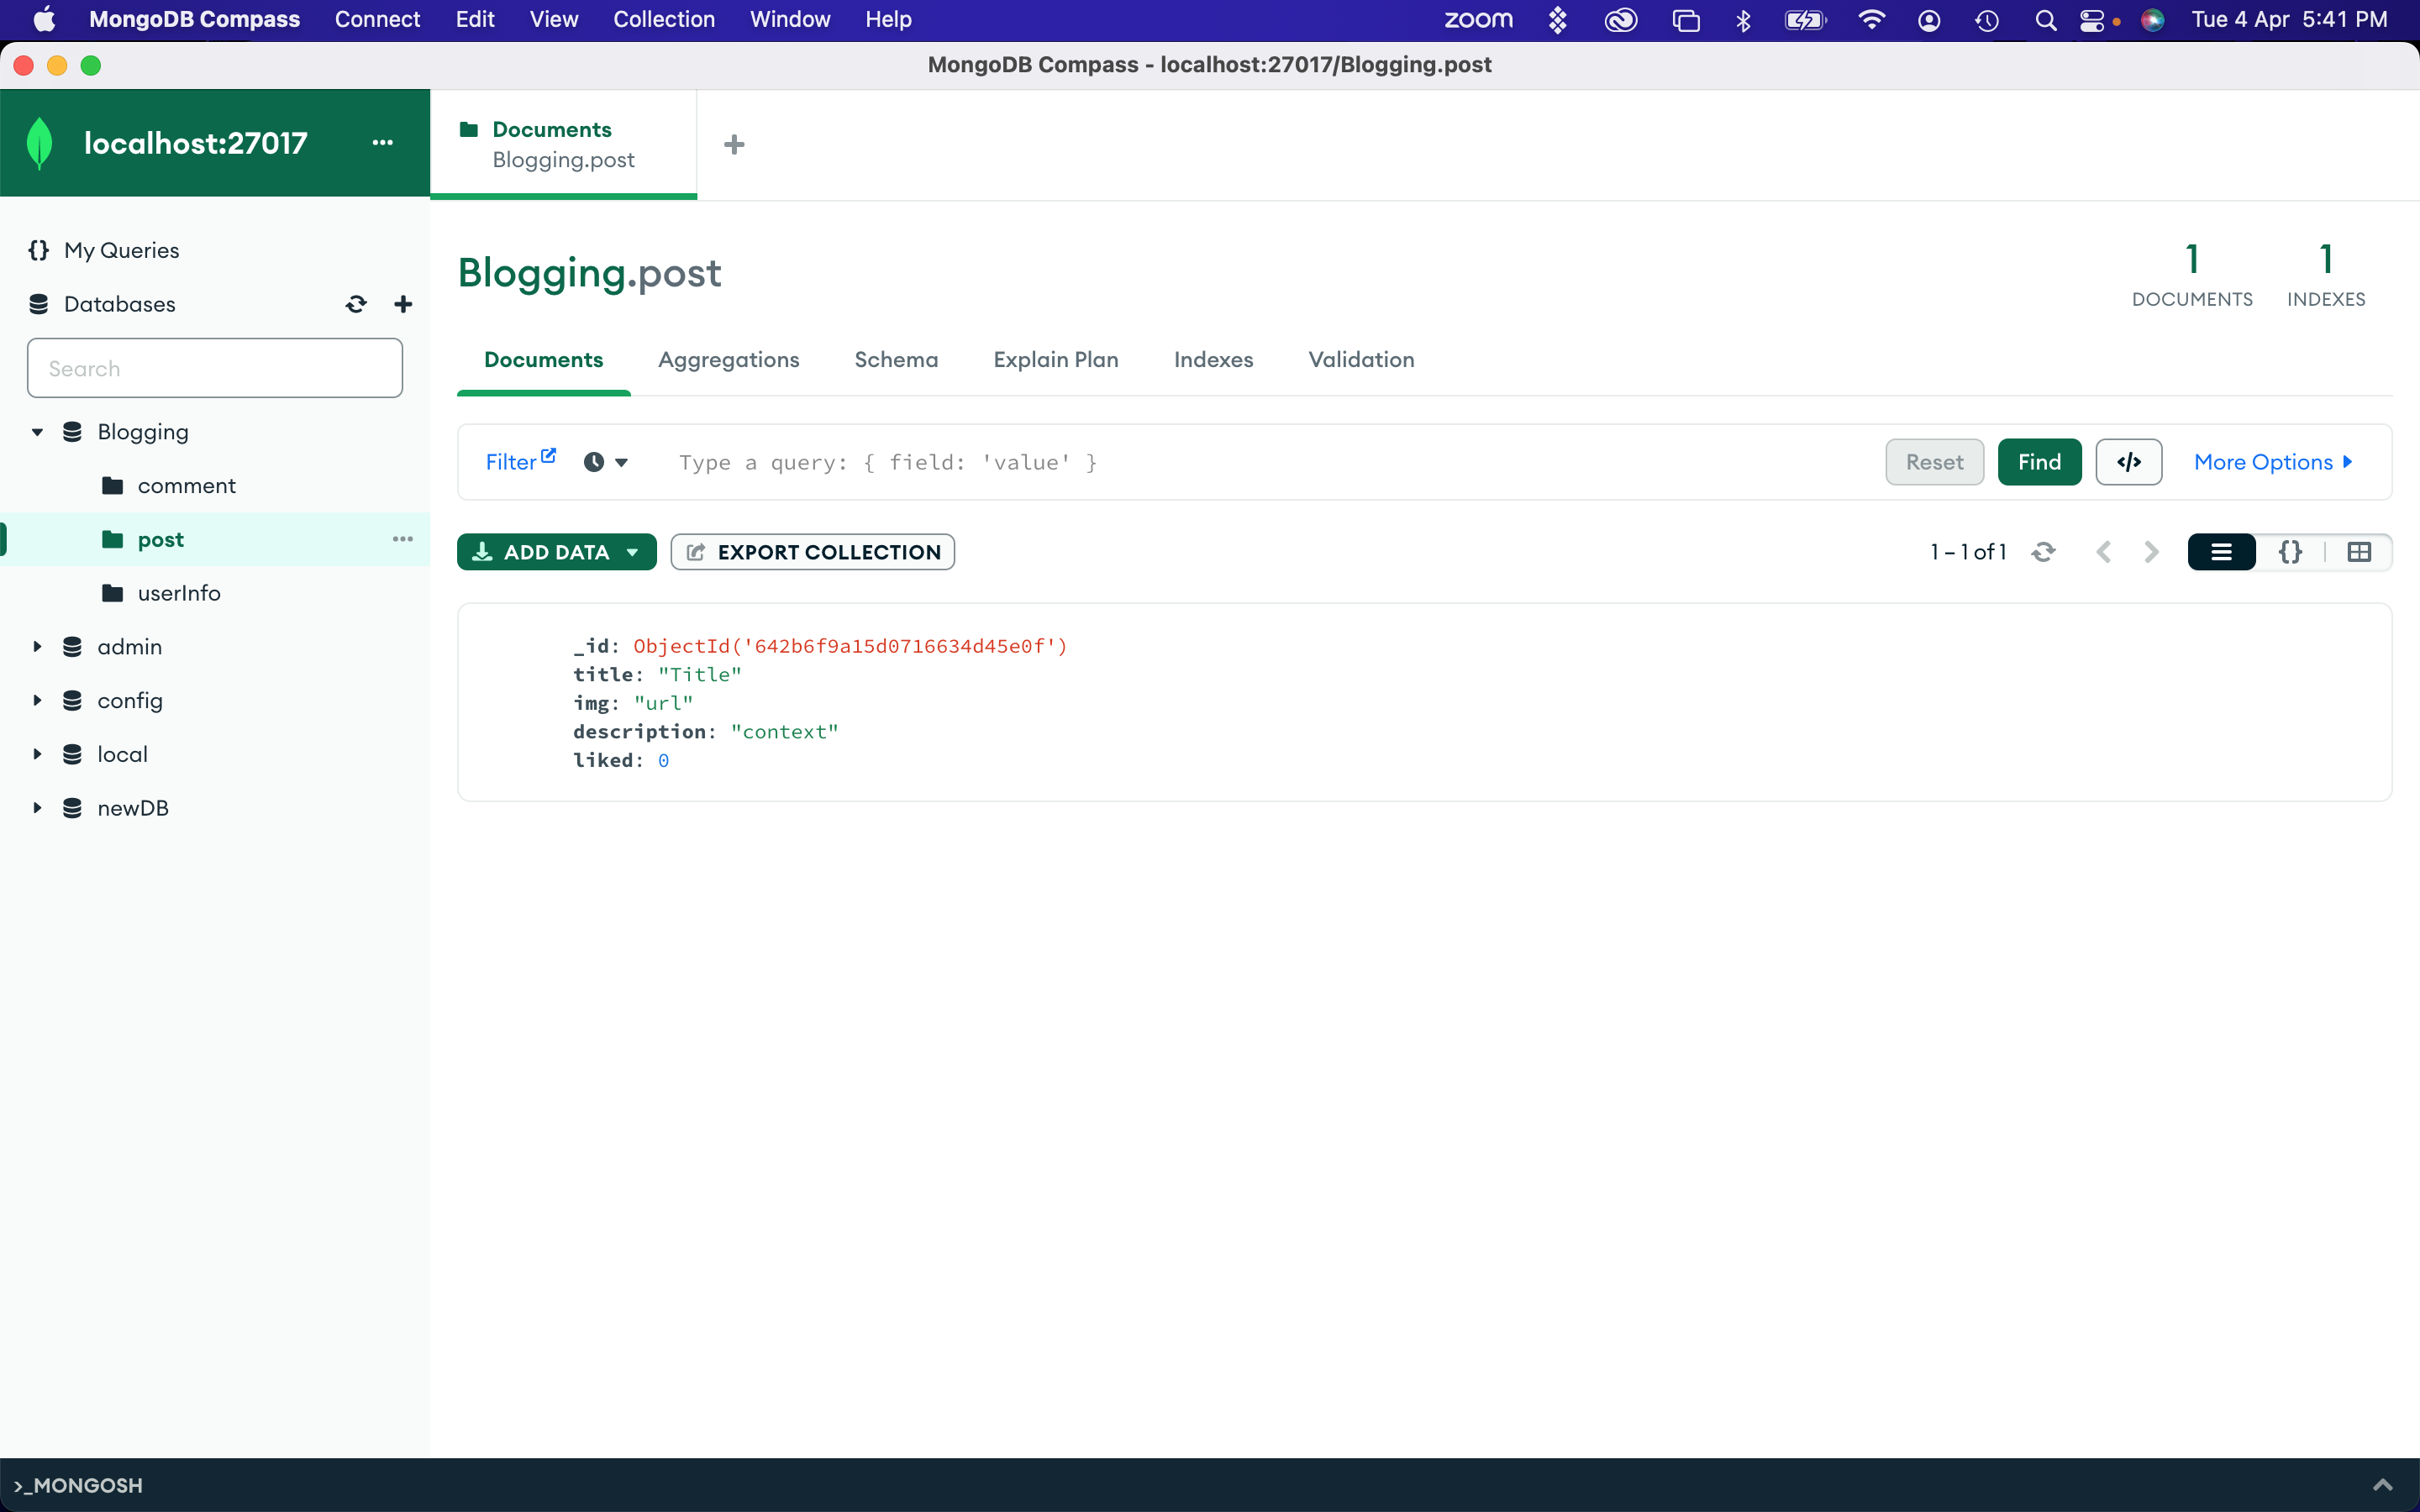 MongoDB Compass Connect Edit View Collection Window Help zoom Tue 4 Apr 5:41 PM
MongoDB Compass - localhost:27017/Blogging.post
localhost:27017 •••
Documents
Blogging.post
My Queries
Databases
Search
Blogging
comment
post
userInfo
admin
config
local
newDB
Blogging.post
1
DOCUMENTS
1
INDEXES
Documents Aggregations Schema Explain Plan Indexes Validation
Filter Type a query: { field: 'value' } Reset Find </> More Options
ADD DATA EXPORT COLLECTION 1 – 1 of 1 {}
_id: ObjectId('642b6f9a15d0716634d45e0f')
title: "Title"
img: "url"
description: "context"
liked: 0
>_MONGOSH